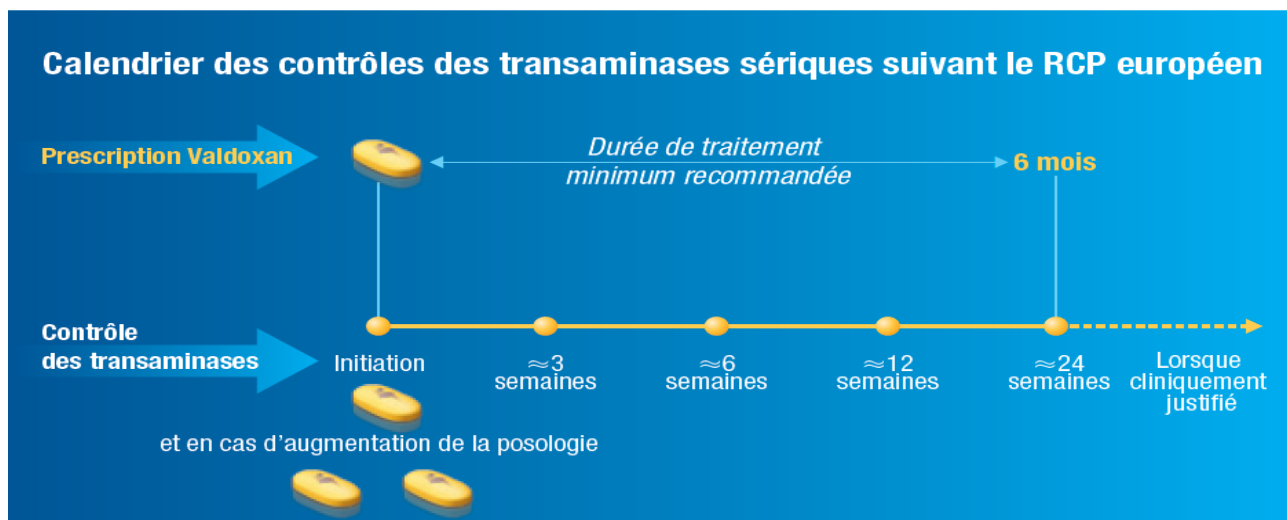 Calendrier des contrôles des transaminases sériques suivant le RCP européen
Prescription Valdoxan
Durée de traitement
minimum recommandée
6 mois
Contrôle
des transaminases
Initiation
≈3
semaines
≈6
semaines
≈12
semaines
≈24
semaines
Lorsque
cliniquement
justifié
et en cas d’augmentation de la posologie